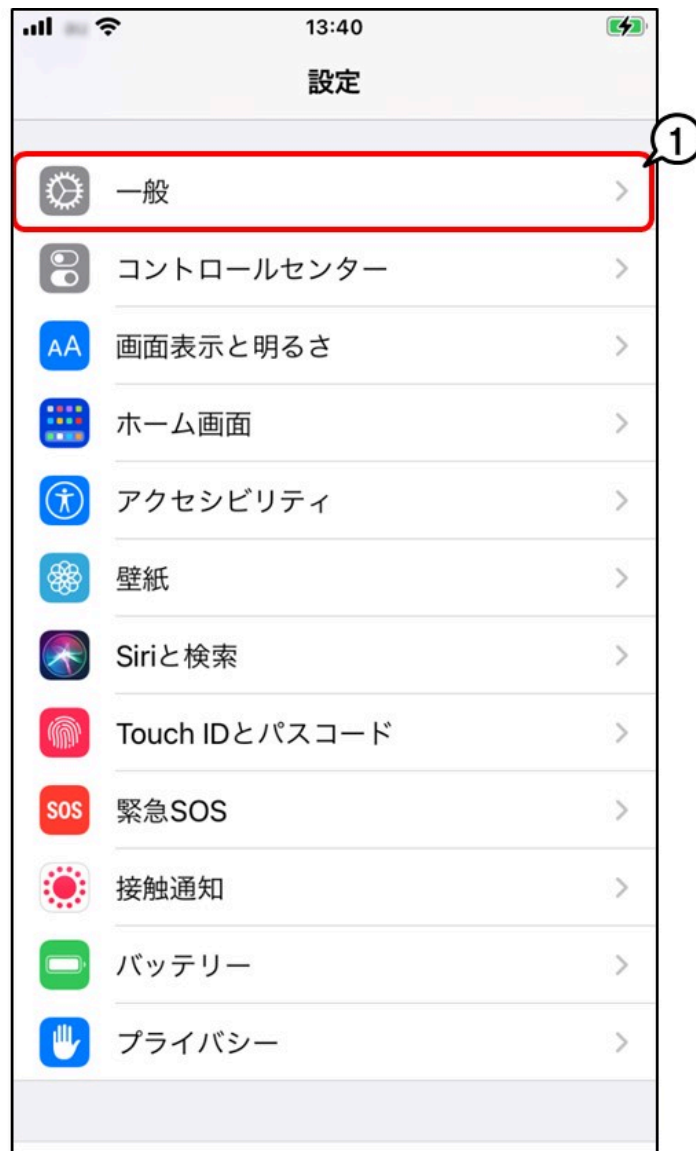 13:40
設定
1
一般
コントロールセンター
AA 画面表示と明るさ
ホーム画面
アクセシビリティ
壁紙
Siriと検索
Touch IDとパスコード
SOS 緊急SOS
接触通知
バッテリー
プライバシー